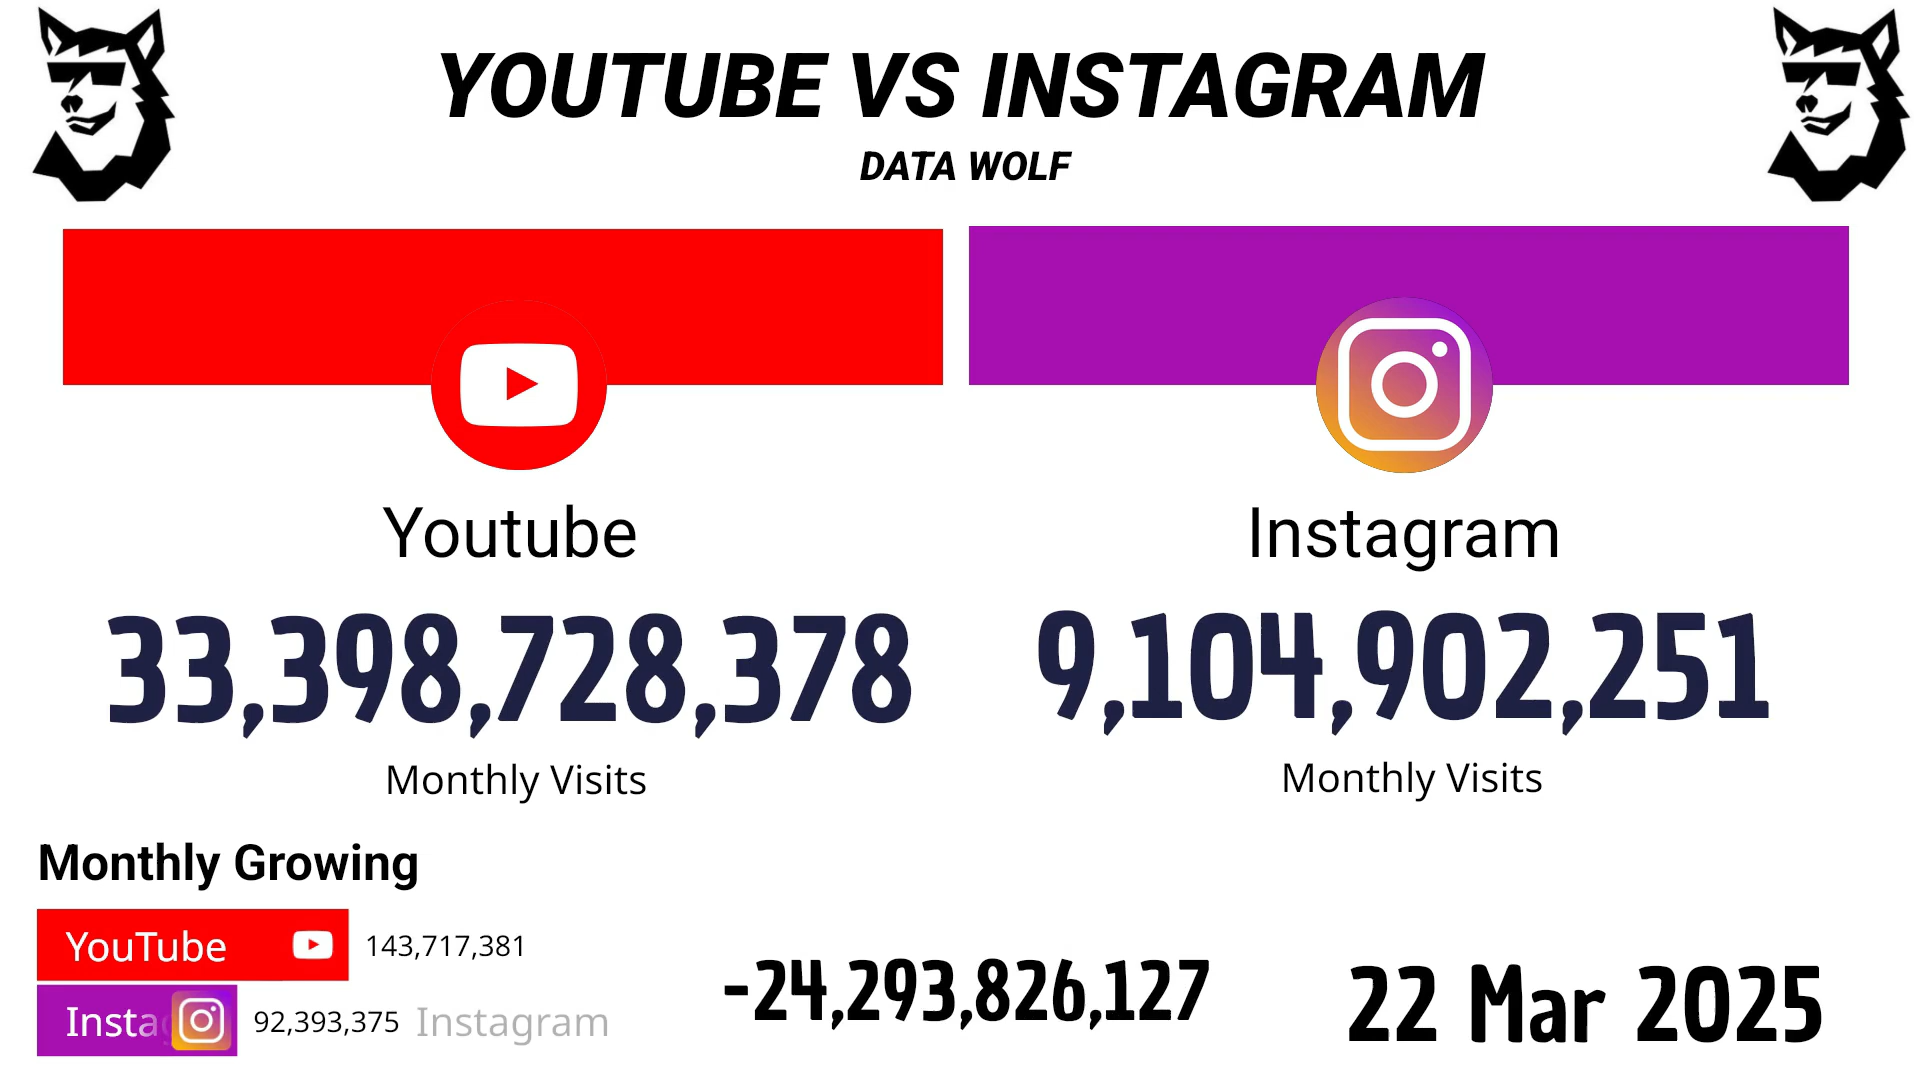 YOUTUBE VS INSTAGRAM
DATA WOLF
Youtube
Instagram
33,398,728,378
9,104,902,251
Monthly Visits
Monthly Visits
Monthly Growing
YouTube
143,717,381
Insta
92,393,375
Instagram
-24,293,826,127
22 Mar 2025